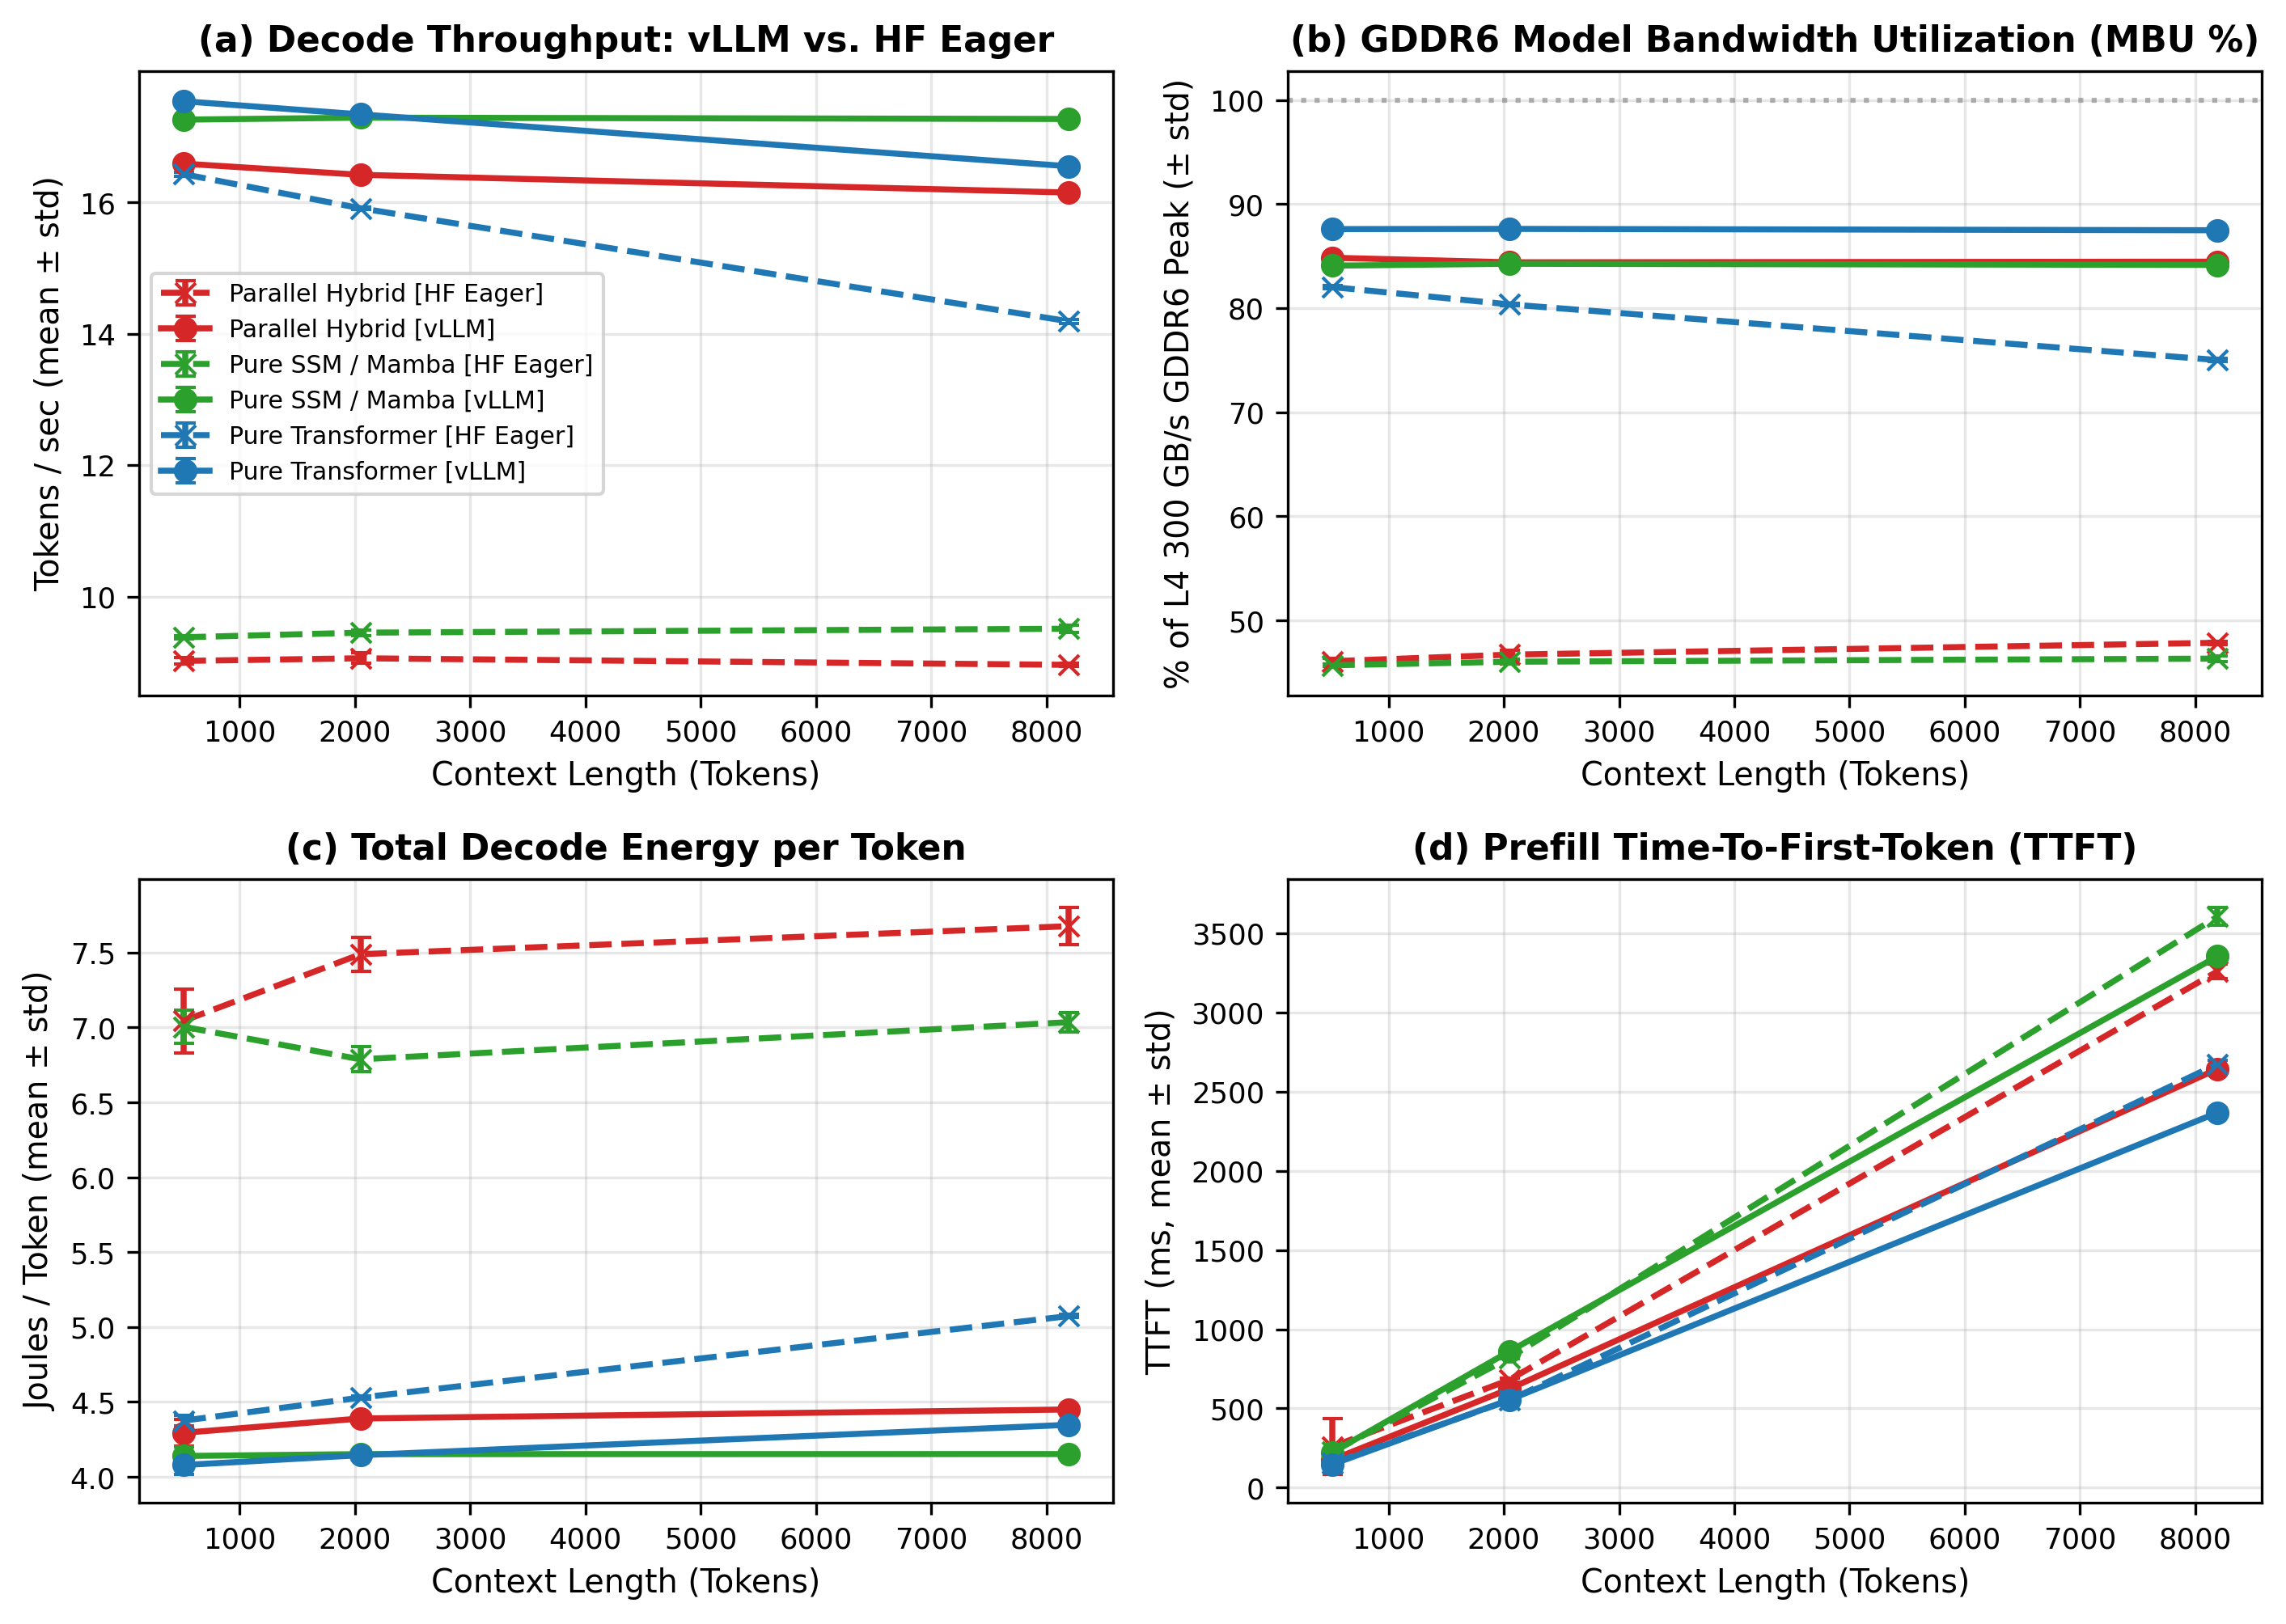 (a) Decode Throughput: vLLM vs. HF Eager
Tokens / sec (mean ± std)
16
14
12
10
Parallel Hybrid [HF Eager]
Parallel Hybrid [vLLM]
Pure SSM / Mamba [HF Eager]
Pure SSM / Mamba [vLLM]
Pure Transformer [HF Eager]
Pure Transformer [vLLM]
1000 2000 3000 4000 5000 6000 7000 8000
Context Length (Tokens)
(b) GDDR6 Model Bandwidth Utilization (MBU %)
% of L4 300 GB/s GDDR6 Peak (± std)
100
90
80
70
60
50
1000 2000 3000 4000 5000 6000 7000 8000
Context Length (Tokens)
(c) Total Decode Energy per Token
Joules / Token (mean ± std)
7.5
7.0
6.5
6.0
5.5
5.0
4.5
4.0
1000 2000 3000 4000 5000 6000 7000 8000
Context Length (Tokens)
(d) Prefill Time-To-First-Token (TTFT)
TTFT (ms, mean ± std)
3500
3000
2500
2000
1500
1000
500
0
1000 2000 3000 4000 5000 6000 7000 8000
Context Length (Tokens)